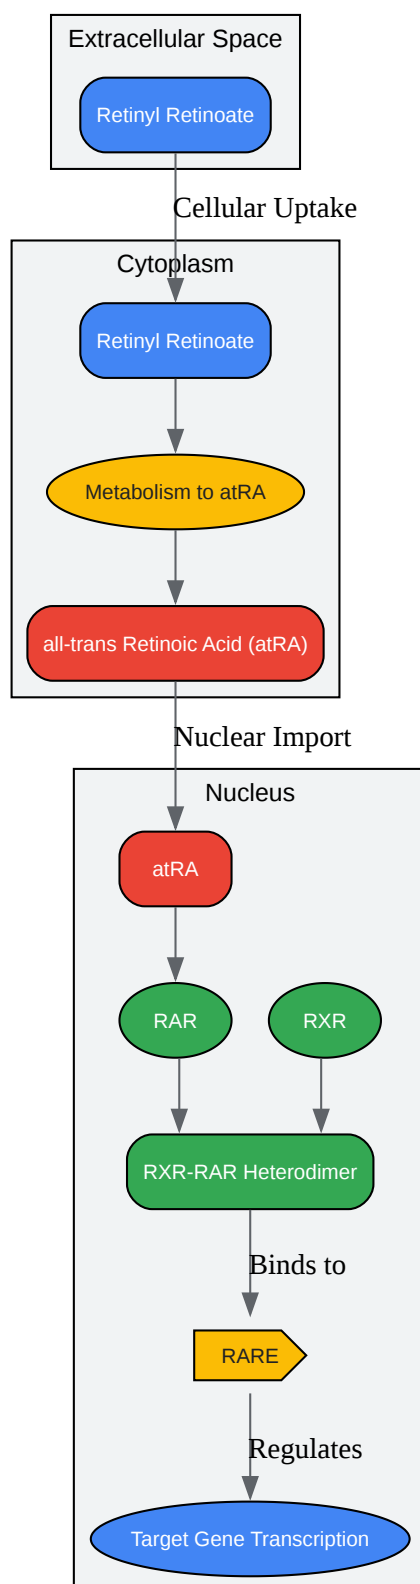 Extracellular Space
Retinyl Retinoate
Cellular Uptake
Cytoplasm
Retinyl Retinoate
Metabolism to atRA
all-trans Retinoic Acid (atRA)
Nuclear Import
Nucleus
atRA
RAR
RXR
RXR-RAR Heterodimer
Binds to
RARE
Regulates
Target Gene Transcription